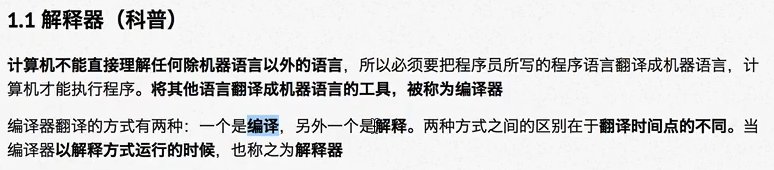 1.1 解释器（科普）
计算机不能直接理解任何除机器语言以外的语言，所以必须要把程序员所写的程序语言翻译成机器语言，计
算机才能执行程序。将其他语言翻译成机器语言的工具，被称为编译器
编译器翻译的方式有两种：一个是编译，另外一个是解释。两种方式之间的区别在于翻译时间点的不同。当
编译器以解释方式运行的时候，也称之为解释器